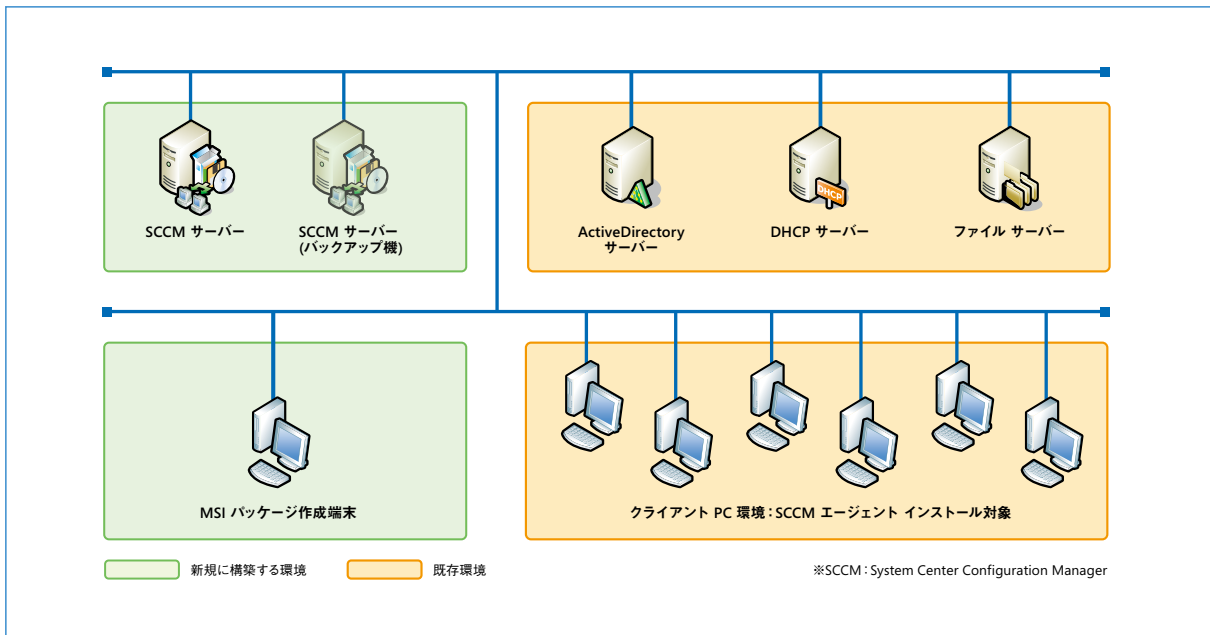 SCCM サーバー
SCCM サーバー
(バックアップ機)
ActiveDirectory
サーバー
DHCP
DHCP サーバー
ファイル サーバー
MSI パッケージ作成端末
クライアント PC 環境：SCCM エージェント インストール対象
新規に構築する環境
既存環境
※SCCM：System Center Configuration Manager